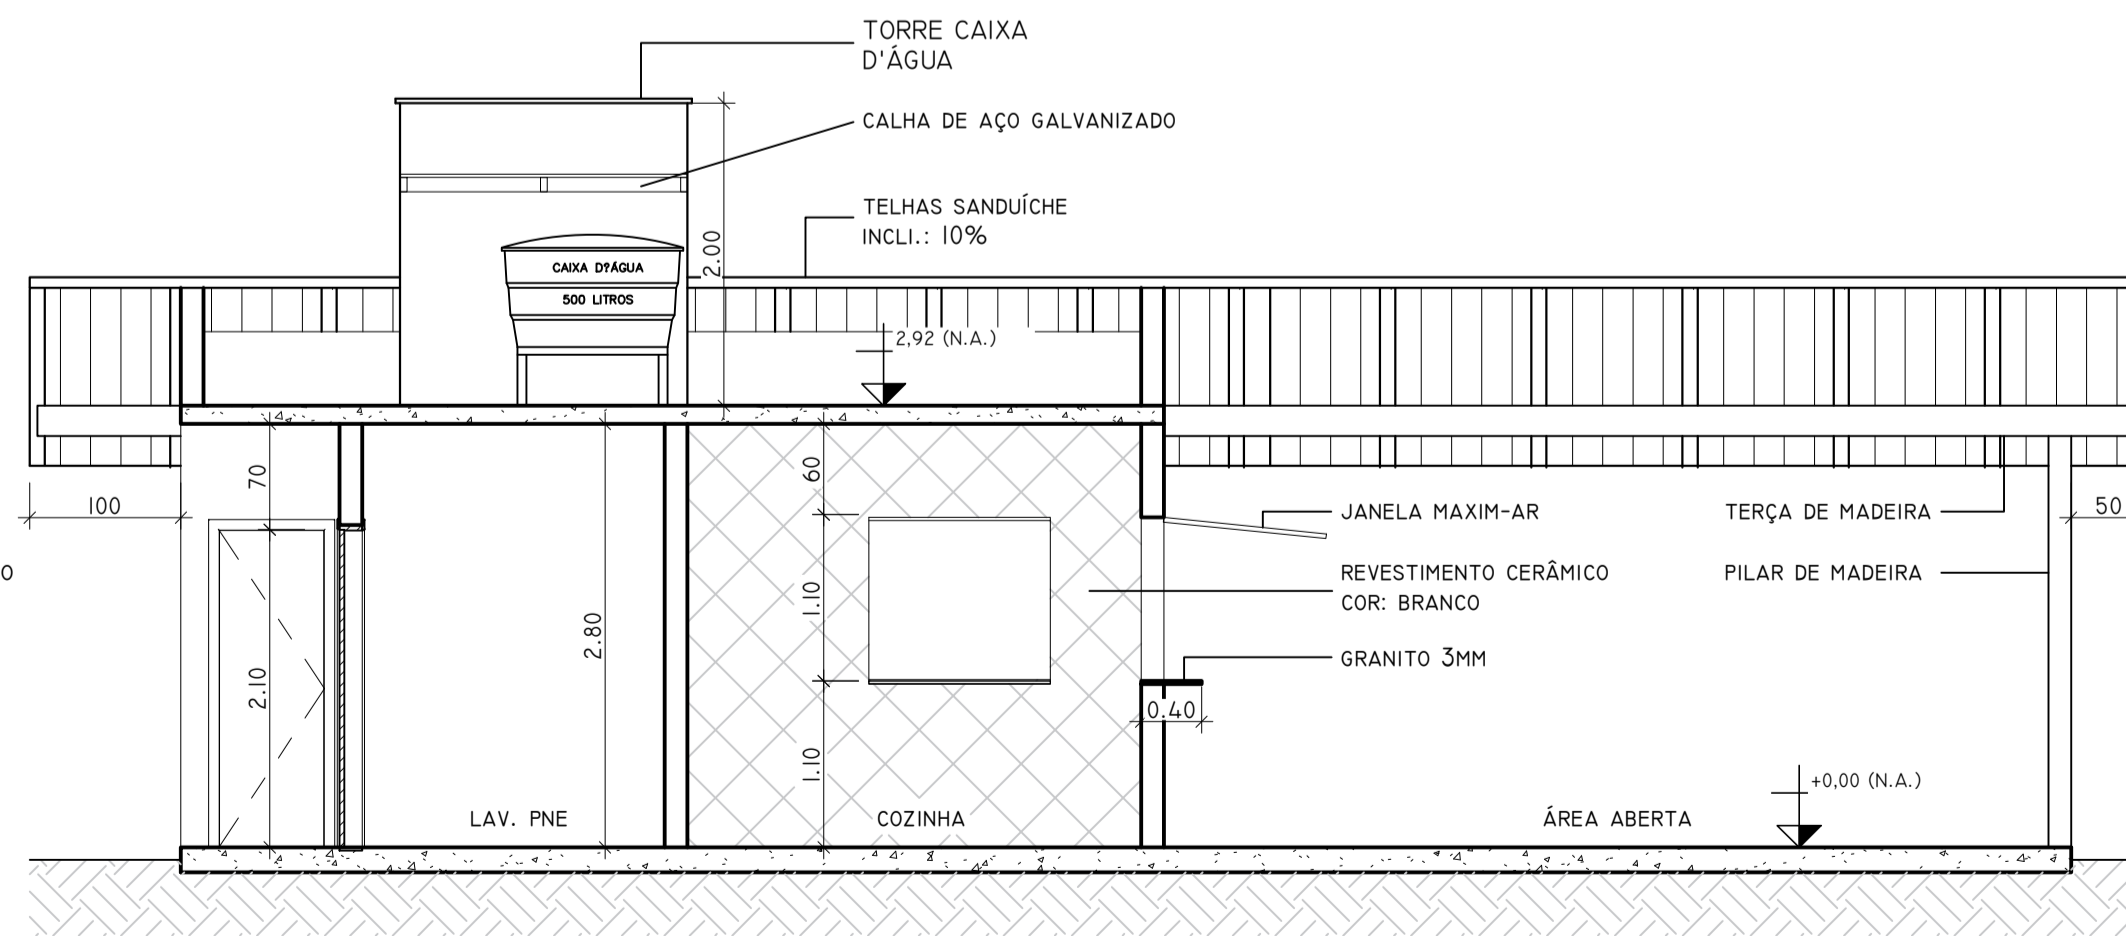 TORRE CAIXA
D'ÁGUA
CALHA DE AÇO GALVANIZADO
TELHAS SANDUÍCHE
INCLI.: 10%
2.00
CAIXA D?ÁGUA
500 LITROS
2,92 (N.A.)
100
70
60
50
JANELA MAXIM-AR
TERÇA DE MADEIRA
O
REVESTIMENTO CERÂMICO
COR: BRANCO
PILAR DE MADEIRA
1.10
2.80
2.10
GRANITO 3MM
0.40
1.10
+0,00 (N.A.)
LAV. PNE
COZINHA
ÁREA ABERTA